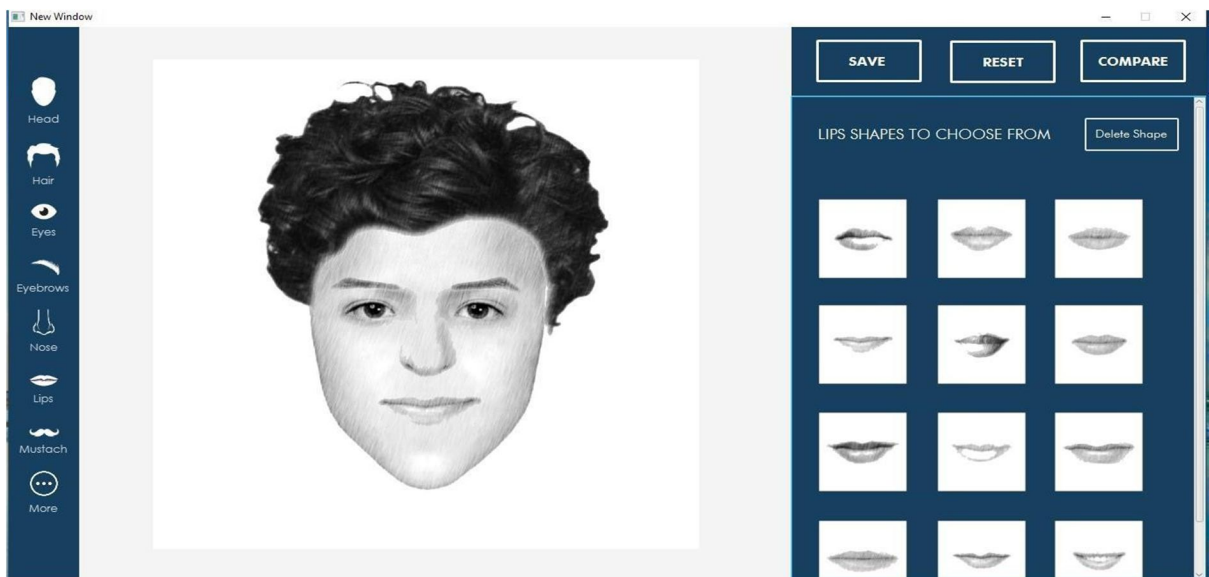 New Window
Head
Hair
Eyes
Eyebrows
Nose
Lips
Mustach
More
SAVE
RESET
COMPARE
LIPS SHAPES TO CHOOSE FROM
Delete Shape